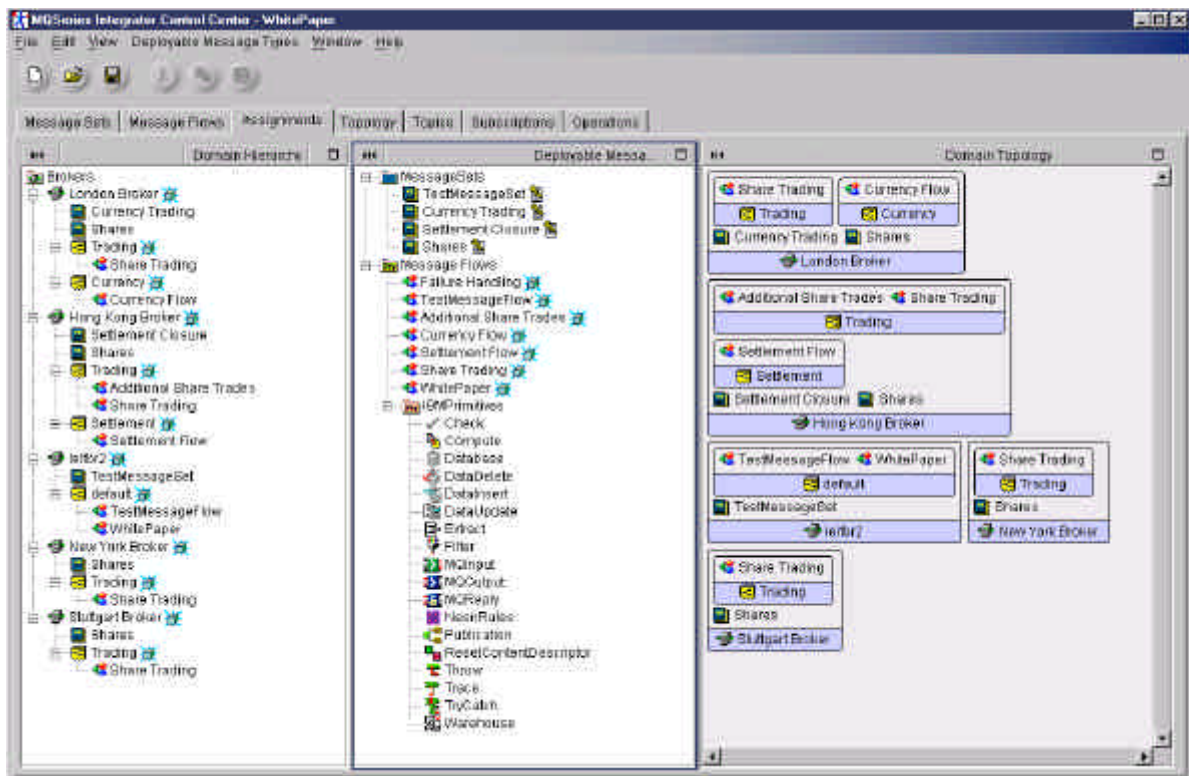 MQSeries Integrator Control Center - WhitePaper
File Edit View Deployable Message Types Window Help
Message Sets Message Flows Assignments Topology Topics Subscriptions Operations
Domain Hierarchy
Brokers
London Broker
Currency Trading
Shares
Trading
Share Trading
Currency
Currency Flow
Hong Kong Broker
Settlement Closure
Shares
Trading
Additional Share Trades
Share Trading
Settlement
Settlement Flow
TestMessageSet
default
TestMessageFlow
WhitePaper
New York Broker
Shares
Trading
Share Trading
Stuttgart Broker
Shares
Trading
Share Trading
Deployable Messa...
MessageSets
TestMessageSet
Currency Trading
Settlement Closure
Shares
Message Flows
Failure Handling
TestMessageFlow
Additional Share Trades
Currency Flow
Settlement Flow
Share Trading
WhitePaper
IBMPrimitives
Check
Compute
Database
DataDelete
DataInsert
DataUpdate
Extract
Filter
MQInput
MQOutput
MQReply
NeonRules
Publication
ResetContentDescriptor
Throw
Trace
TryCatch
Warehouse
Domain Topology
Share Trading Currency Flow
Trading Currency
Currency Trading Shares
London Broker
Additional Share Trades Share Trading
Trading
Settlement Flow
Settlement
Settlement Closure Shares
Hong Kong Broker
TestMessageFlow WhitePaper
default
TestMessageSet
Share Trading
Trading
Shares
New York Broker
Share Trading
Trading
Shares
Stuttgart Broker